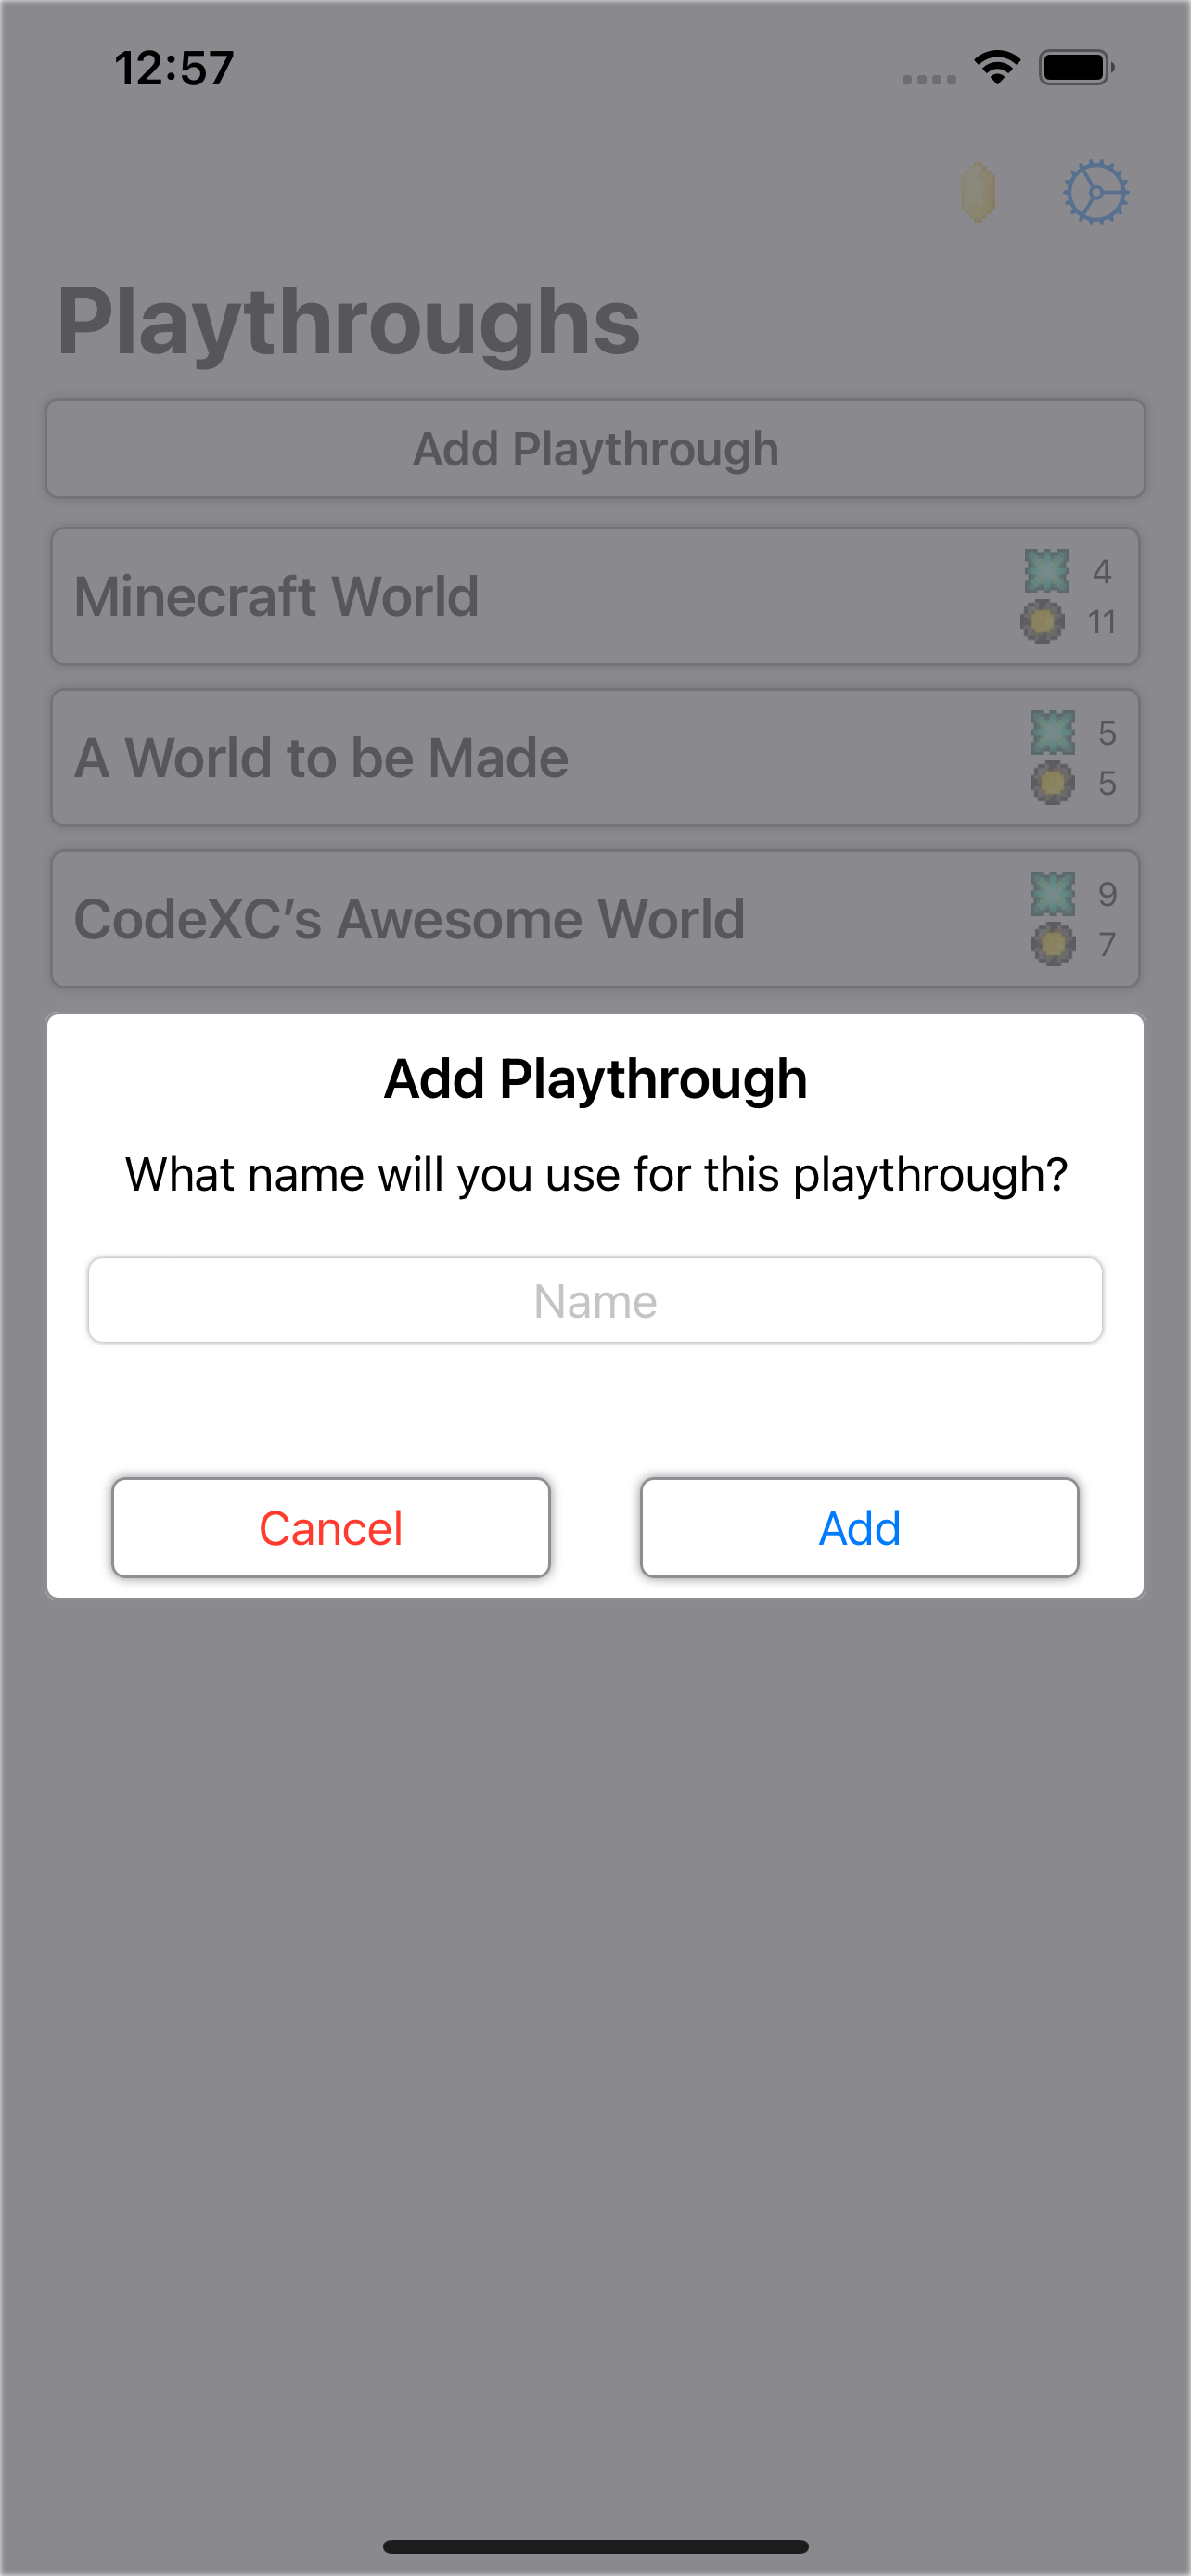 12:57
Playthroughs
Add Playthrough
Minecraft World
4
11
A World to be Made
5
5
CodeXC’s Awesome World
9
7
Add Playthrough
What name will you use for this playthrough?
Name
Cancel
Add